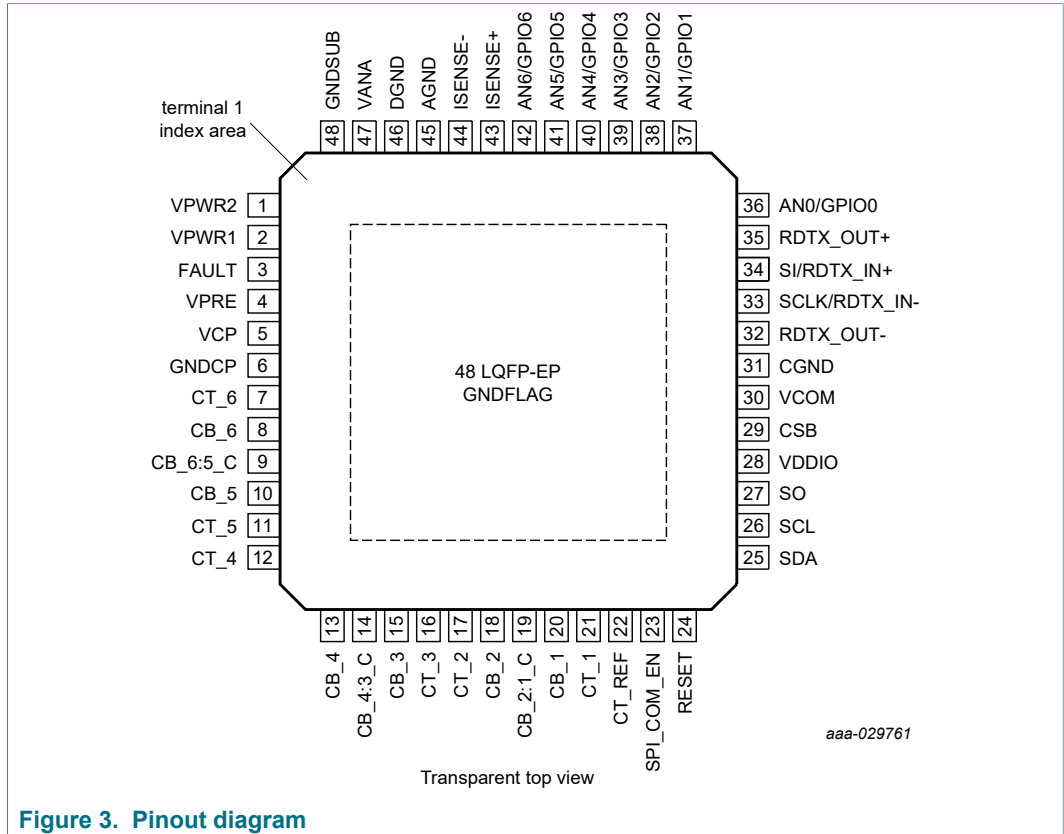 GNDSUB
VANA
DGND
AGND
ISENSE-
ISENSE+
AN6/GPIO6
AN5/GPIO5
AN4/GPIO4
AN3/GPIO3
AN2/GPIO2
AN1/GPIO1
terminal 1
index area
48
47
46
45
44
43
42
41
40
39
38
37
VPWR2 1
VPWR1 2
FAULT 3
VPRE 4
VCP 5
GNDCP 6
CT_6 7
CB_6 8
CB_6:5_C 9
CB_5 10
CT_5 11
CT_4 12
48 LQFP-EP
GNDFLAG
36 AN0/GPIO0
35 RDTX_OUT+
34 SI/RDTX_IN+
33 SCLK/RDTX_IN-
32 RDTX_OUT-
31 CGND
30 VCOM
29 CSB
28 VDDIO
27 SO
26 SCL
25 SDA
13
14
15
16
17
18
19
20
21
22
23
24
CB_4
CB_4:3_C
CB_3
CT_3
CT_2
CB_2
CB_2:1_C
CB_1
CT_1
CT_REF
SPI_COM_EN
RESET
aaa-029761
Transparent top view
Figure 3. Pinout diagram